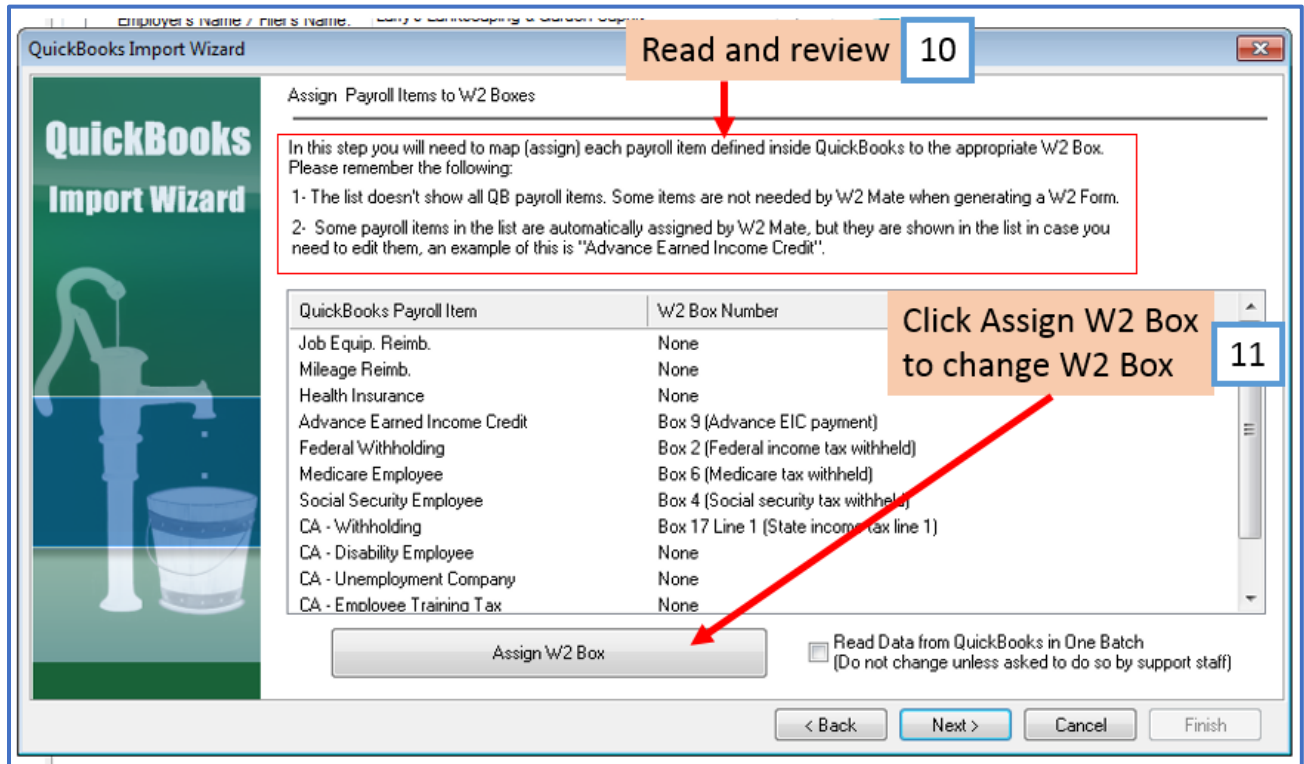 Employer's Name / Filer's Name:
QuickBooks Import Wizard
Read and review 10
Assign Payroll Items to W2 Boxes
QuickBooks
Import Wizard
In this step you will need to map (assign) each payroll item defined inside QuickBooks to the appropriate W2 Box.
Please remember the following:
1- The list doesn't show all QB payroll items. Some items are not needed by W2 Mate when generating a W2 Form.
2- Some payroll items in the list are automatically assigned by W2 Mate, but they are shown in the list in case you
need to edit them, an example of this is "Advance Earned Income Credit".
QuickBooks Payroll Item W2 Box Number
Click Assign W2 Box
to change W2 Box 11
Job Equip. Reimb. None
Mileage Reimb. None
Health Insurance None
Advance Earned Income Credit Box 9 (Advance EIC payment)
Federal Withholding Box 2 (Federal income tax withheld)
Medicare Employee Box 6 (Medicare tax withheld)
Social Security Employee Box 4 (Social security tax withheld)
CA - Withholding Box 17 Line 1 (State income tax line 1)
CA - Disability Employee None
CA - Unemployment Company None
CA - Employee Training Tax None
Assign W2 Box
Read Data from QuickBooks in One Batch
(Do not change unless asked to do so by support staff)
< Back Next > Cancel Finish